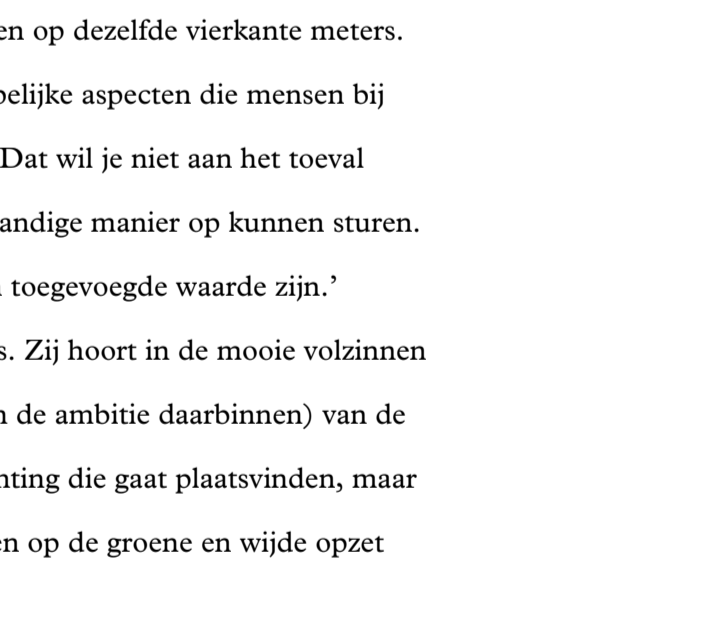 en op dezelfde vierkante meters.
elijke aspecten die mensen bij
Dat wil je niet aan het toeval
andige manier op kunnen sturen.
toegevoegde waarde zijn.’
s. Zij hoort in de mooie volzinnen
de ambitie daarbinnen) van de
hting die gaat plaatsvinden, maar
en op de groene en wijde opzet